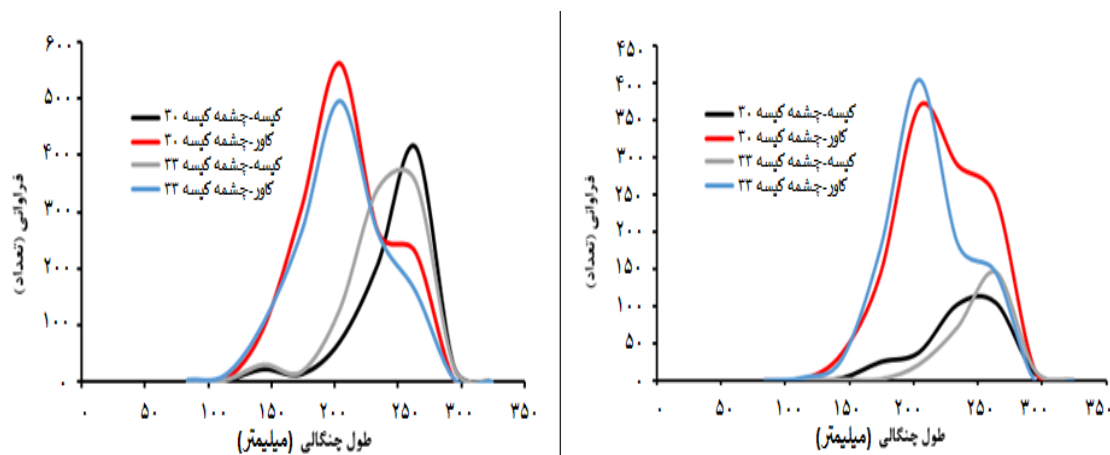 ۶۰۰
۵۰۰
۴۰۰
۳۰۰
۲۰۰
۱۰۰
۰
فراوانی (تعداد)
کیسه-چشمه کیسه ۳۰
کاور-چشمه کیسه ۳۰
کیسه-چشمه کیسه ۳۳
کاور-چشمه کیسه ۳۳
۰ ۵۰ ۱۰۰ ۱۵۰ ۲۰۰ ۲۵۰ ۳۰۰ ۳۵۰
طول چنگالی (میلیمتر)
۴۵۰
۴۰۰
۳۵۰
۳۰۰
۲۵۰
۲۰۰
۱۵۰
۱۰۰
۵۰
۰
فراوانی (تعداد)
کیسه-چشمه کیسه ۳۰
کاور-چشمه کیسه ۳۰
کیسه-چشمه کیسه ۳۳
کاور-چشمه کیسه ۳۳
۰ ۵۰ ۱۰۰ ۱۵۰ ۲۰۰ ۲۵۰ ۳۰۰ ۳۵۰
طول چنگالی (میلیمتر)